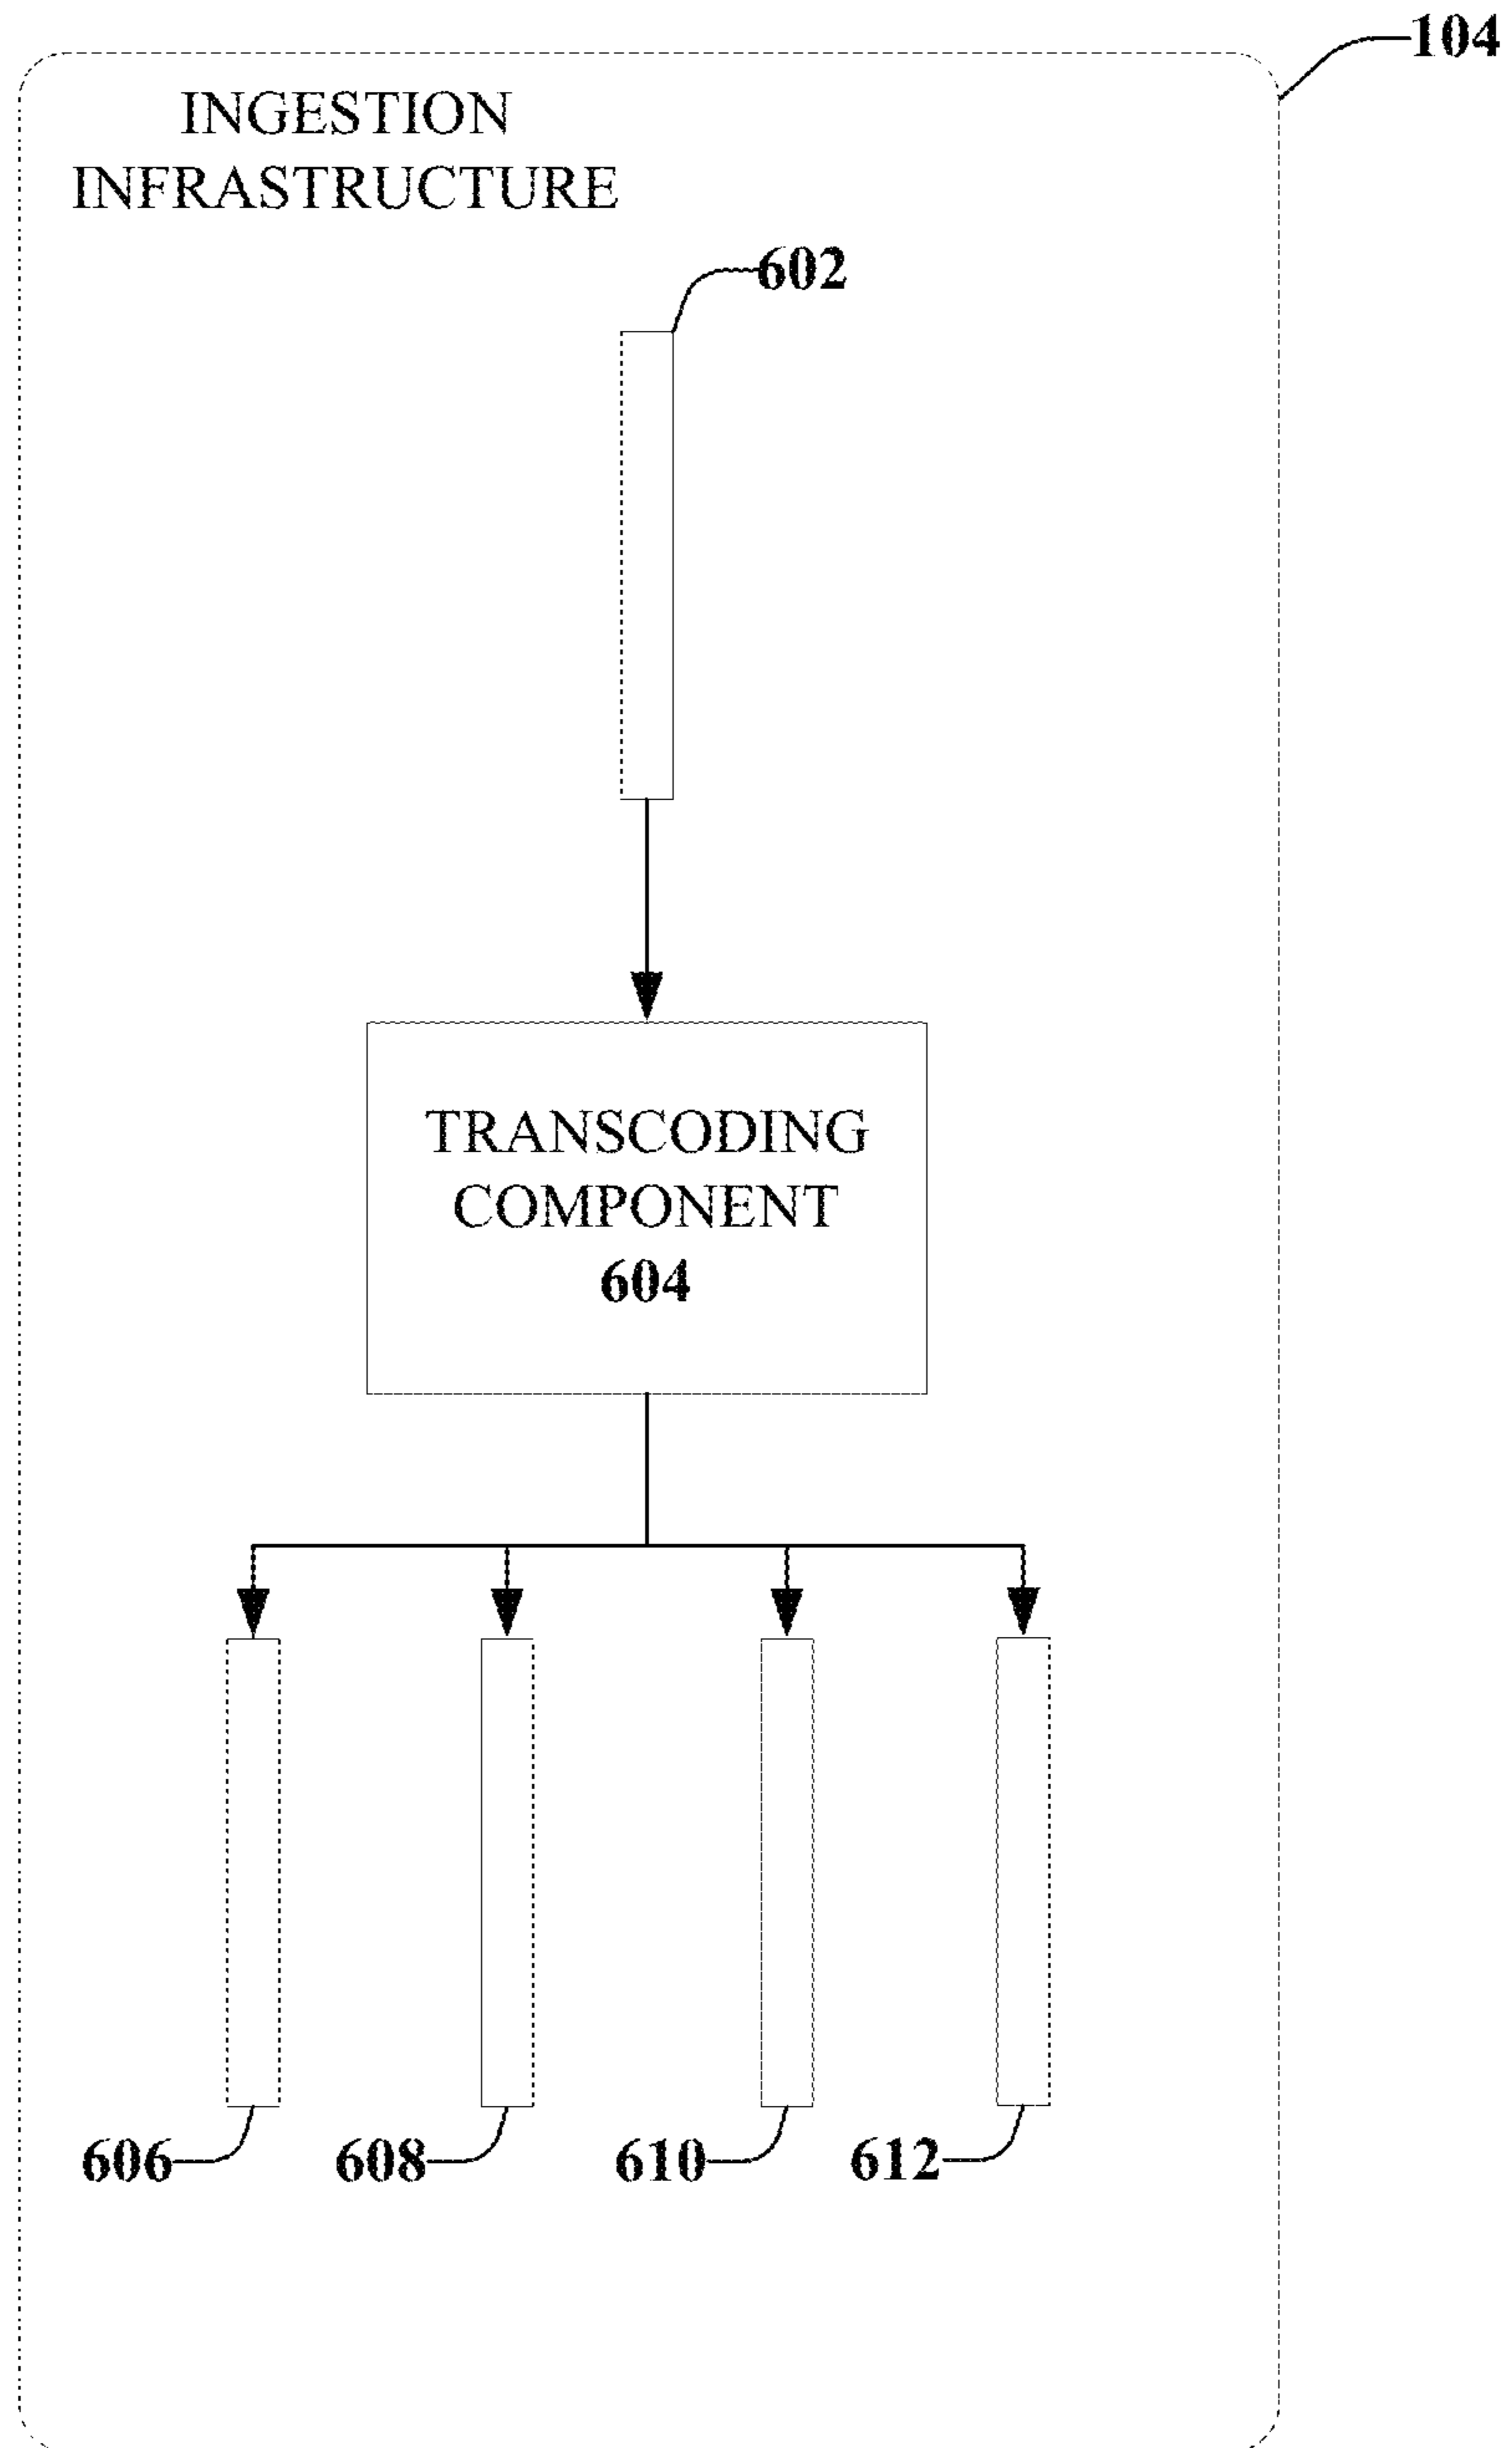 104
INGESTION
INFRASTRUCTURE
602
TRANSCODING
COMPONENT
604
606
608
610
612